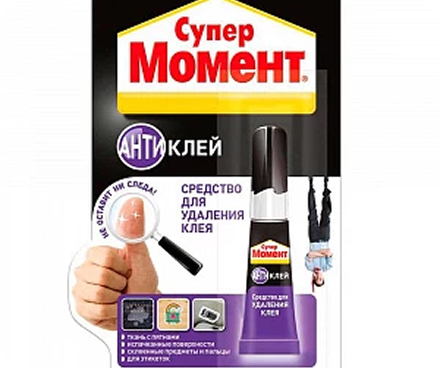 Супер
Момент®
АНТИКЛЕЙ
НЕ ОСТАВИТ НИ СЛЕДА!
СРЕДСТВО
ДЛЯ
УДАЛЕНИЯ
КЛЕЯ
Супер
Момент
АНТИКЛЕЙ
Средство для
УДАЛЕНИЯ
КЛЕЯ
ткань с пятнами
испачканные поверхности
склеенные предметы и пальцы
для этикеток